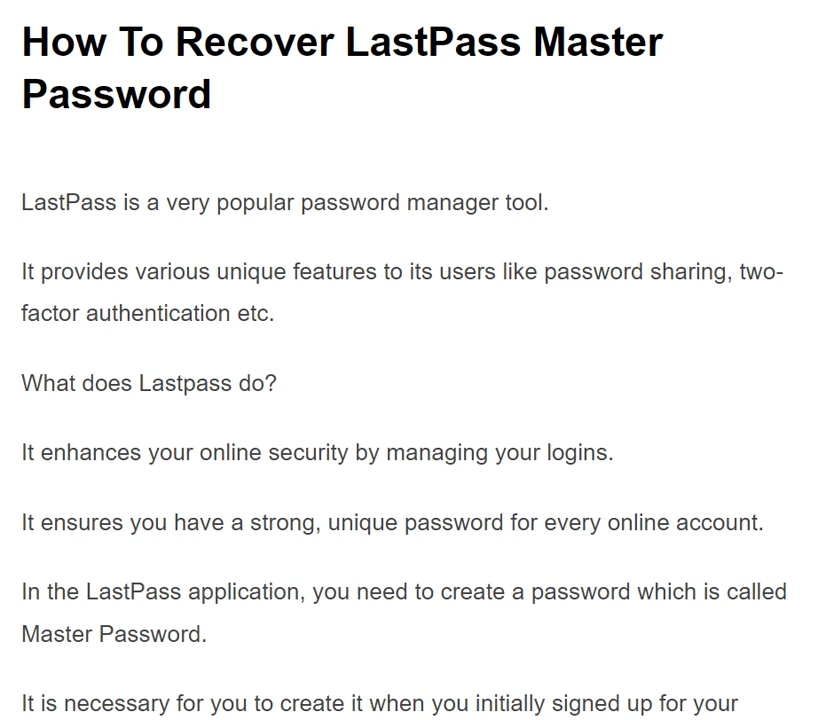 How To Recover LastPass Master
Password
LastPass is a very popular password manager tool.
It provides various unique features to its users like password sharing, two-
factor authentication etc.
What does Lastpass do?
It enhances your online security by managing your logins.
It ensures you have a strong, unique password for every online account.
In the LastPass application, you need to create a password which is called
Master Password.
It is necessary for you to create it when you initially signed up for your